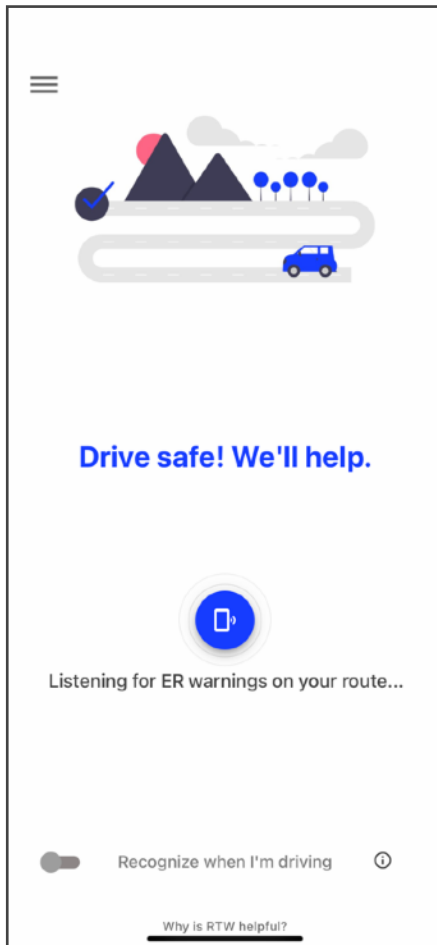 Drive safe! We'll help.
Listening for ER warnings on your route...
Recognize when I'm driving
Why is RTW helpful?